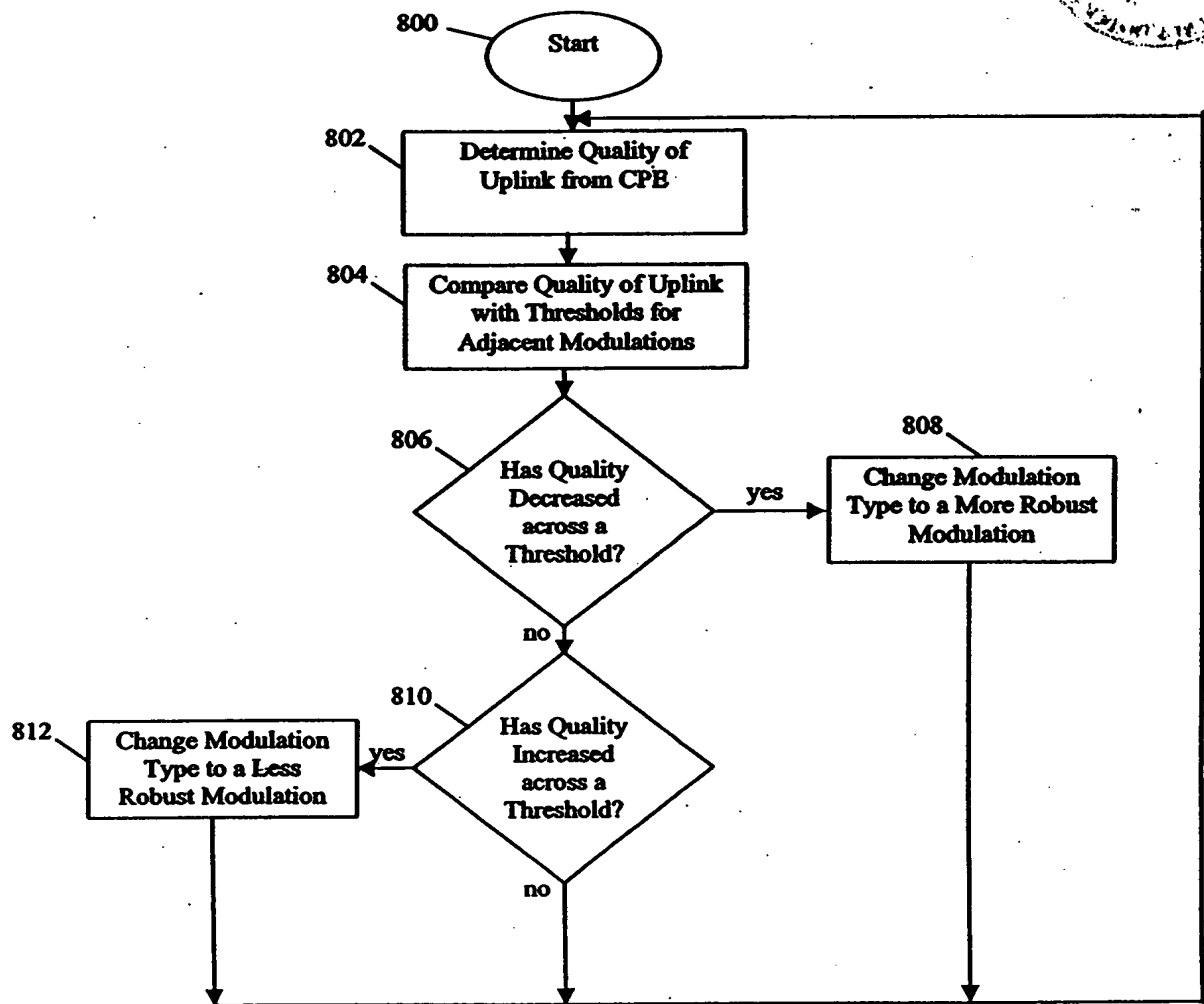 800
Start
802
Determine Quality of
Uplink from CPE
804
Compare Quality of Uplink
with Thresholds for
Adjacent Modulations
806
Has Quality
Decreased
across a
Threshold?
yes
808
Change Modulation
Type to a More Robust
Modulation
no
810
Has Quality
Increased
across a
Threshold?
yes
812
Change Modulation
Type to a Less
Robust Modulation
no